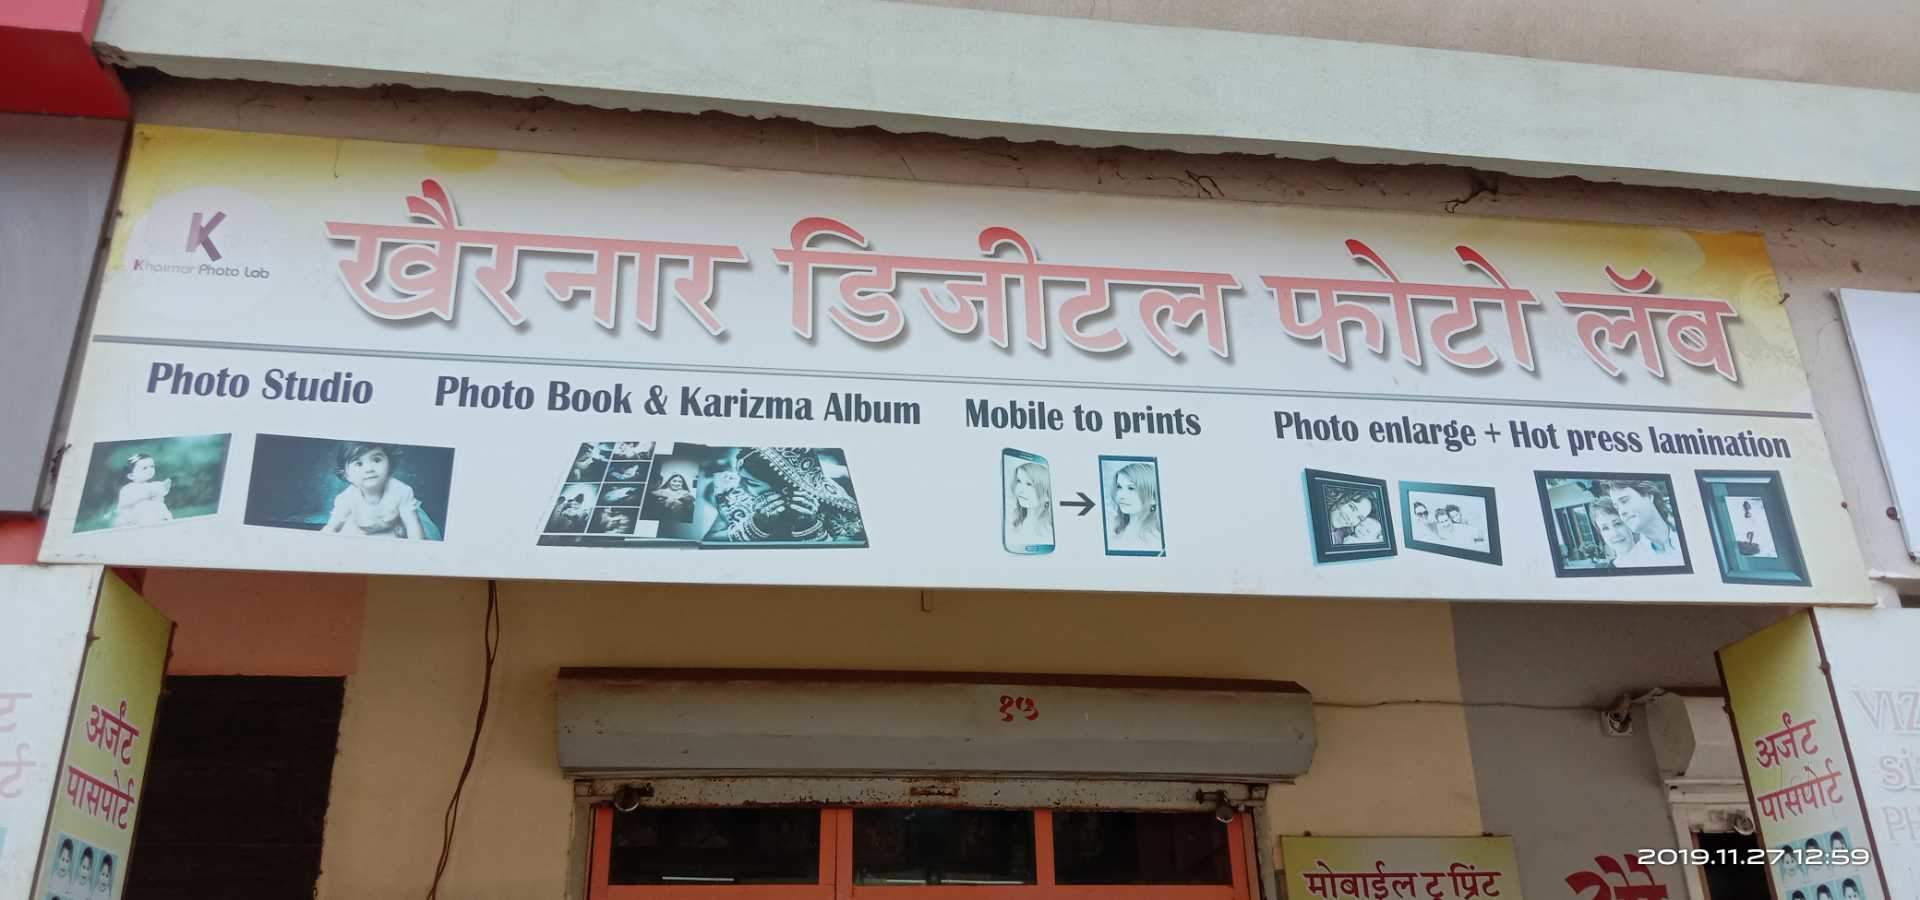 खैरनार डिजीटल फोटो लॅब
K
Khairnar Photo Lab
Photo Studio
Photo Book & Karizma Album
Mobile to prints
Photo enlarge + Hot press lamination
१७
अर्जंट
पासपोर्ट
अर्जंट
पासपोर्ट
मोबाईल टू प्रिंट
2019.11.27 12:59